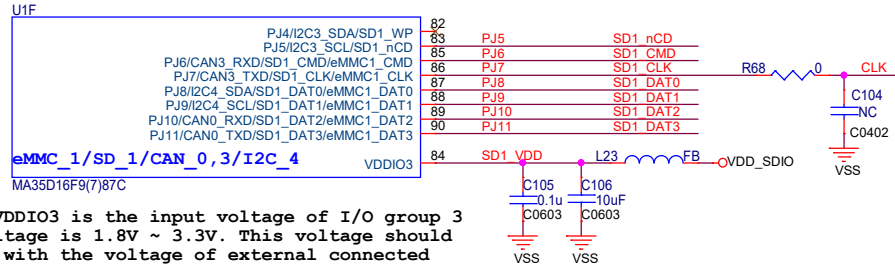 U1F
PJ4/I2C3_SDA/SD1_WP 82
PJ5/I2C3_SCL/SD1_nCD 83 PJ5 SD1_nCD
PJ6/CAN3_RXD/SD1_CMD/eMMC1_CMD 85 PJ6 SD1_CMD
PJ7/CAN3_TXD/SD1_CLK/eMMC1_CLK 86 PJ7 SD1_CLK R68 0 CLK
PJ8/I2C4_SDA/SD1_DAT0/eMMC1_DAT0 87 PJ8 SD1_DAT0
PJ9/I2C4_SCL/SD1_DAT1/eMMC1_DAT1 88 PJ9 SD1_DAT1
PJ10/CAN0_RXD/SD1_DAT2/eMMC1_DAT2 89 PJ10 SD1_DAT2
PJ11/CAN0_TXD/SD1_DAT3/eMMC1_DAT3 90 PJ11 SD1_DAT3
C104
NC
C0402
VSS
eMMC_1/SD_1/CAN_0,3/I2C_4
VDDIO3 84 SD1_VDD L23 FB VDD_SDIO
MA35D16F9(7)87C
C105
0.1u
C0603
VSS
C106
10uF
C0603
VSS
VDDIO3 is the input voltage of I/O group 3
ltage is 1.8V ~ 3.3V. This voltage should
with the voltage of external connected